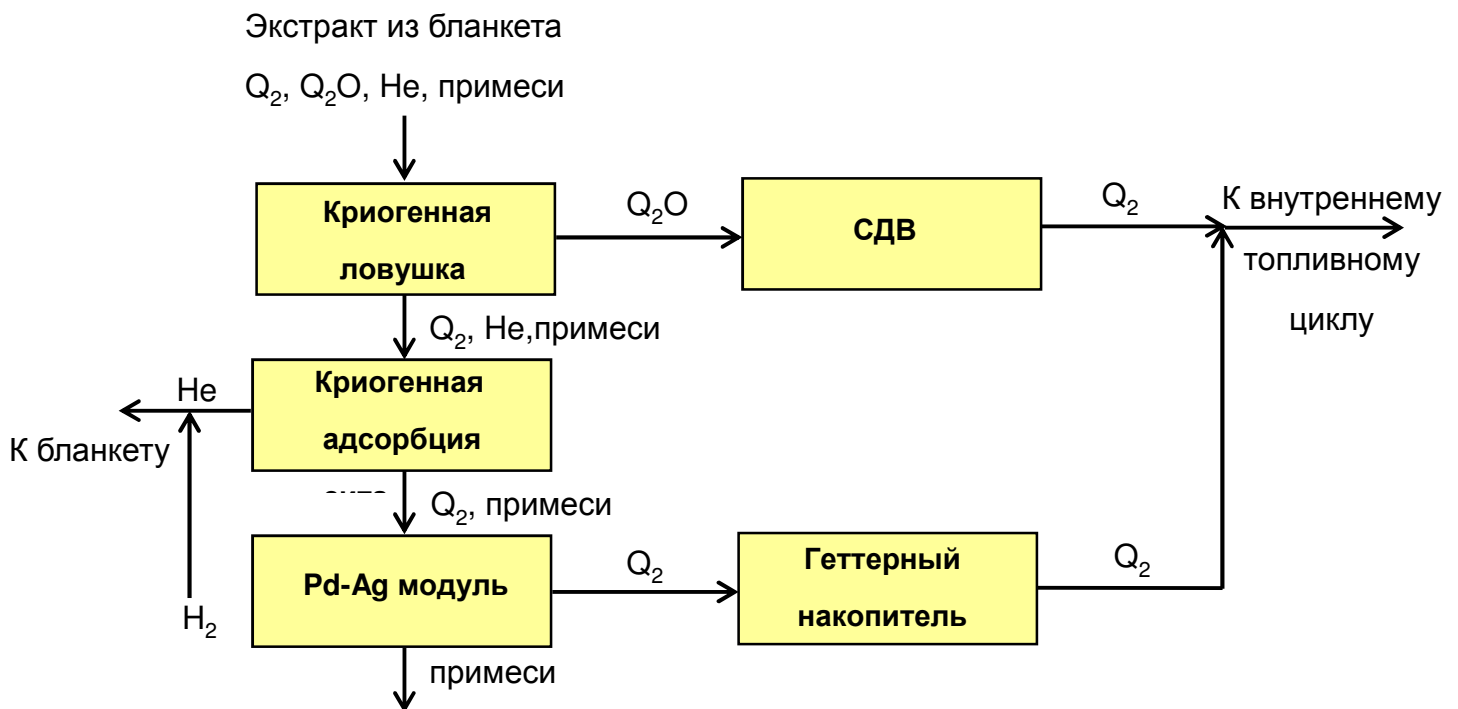 Экстракт из бланкета
Q₂, Q₂O, He, примеси
Криогенная
ловушка
Q₂O
СДВ
Q₂
К внутреннему
топливному
циклу
Q₂, He,примеси
Криогенная
адсорбция
He
К бланкету
Q₂, примеси
H₂
Pd-Ag модуль
Q₂
Геттерный
накопитель
Q₂
примеси